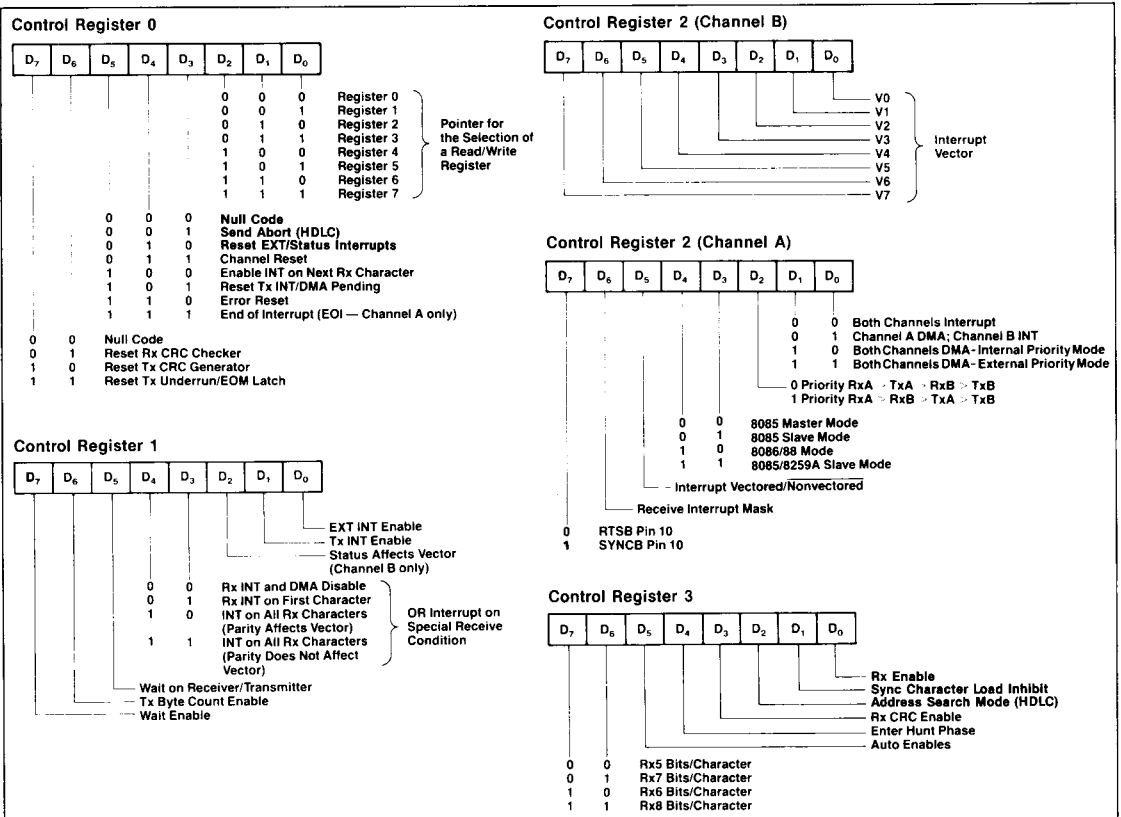 Control Register 0
D7 D6 D5 D4 D3 D2 D1 D0
0 0 0 Register 0
0 0 1 Register 1
0 1 0 Register 2
0 1 1 Register 3
1 0 0 Register 4
1 0 1 Register 5
1 1 0 Register 6
1 1 1 Register 7
Pointer for
the Selection of
a Read/Write
Register
0 0 0 Null Code
0 0 1 Send Abort (HDLC)
0 1 0 Reset EXT/Status Interrupts
0 1 1 Channel Reset
1 0 0 Enable INT on Next Rx Character
1 0 1 Reset Tx INT/DMA Pending
1 1 0 Error Reset
1 1 1 End of Interrupt (EOI — Channel A only)
0 0 Null Code
0 1 Reset Rx CRC Checker
1 0 Reset Tx CRC Generator
1 1 Reset Tx Underrun/EOM Latch
Control Register 1
D7 D6 D5 D4 D3 D2 D1 D0
EXT INT Enable
Tx INT Enable
Status Affects Vector
(Channel B only)
0 0 Rx INT and DMA Disable
0 1 Rx INT on First Character
1 0 INT on All Rx Characters
(Parity Affects Vector)
1 1 INT on All Rx Characters
(Parity Does Not Affect
Vector)
OR Interrupt on
Special Receive
Condition
Wait on Receiver/Transmitter
Tx Byte Count Enable
Wait Enable
Control Register 2 (Channel B)
D7 D6 D5 D4 D3 D2 D1 D0
V0
V1
V2
V3
V4
V5
V6
V7
Interrupt
Vector
Control Register 2 (Channel A)
D7 D6 D5 D4 D3 D2 D1 D0
0 0 Both Channels Interrupt
0 1 Channel A DMA; Channel B INT
1 0 Both Channels DMA-Internal Priority Mode
1 1 Both Channels DMA-External Priority Mode
0 Priority RxA > TxA > RxB > TxB
1 Priority RxA > RxB > TxA > TxB
0 0 8085 Master Mode
0 1 8085 Slave Mode
1 0 8086/88 Mode
1 1 8085/8259A Slave Mode
Interrupt Vectored/Nonvectored
Receive Interrupt Mask
0 RTSB Pin 10
1 SYNCB Pin 10
Control Register 3
D7 D6 D5 D4 D3 D2 D1 D0
Rx Enable
Sync Character Load Inhibit
Address Search Mode (HDLC)
Rx CRC Enable
Enter Hunt Phase
Auto Enables
0 0 Rx5 Bits/Character
0 1 Rx7 Bits/Character
1 0 Rx6 Bits/Character
1 1 Rx8 Bits/Character